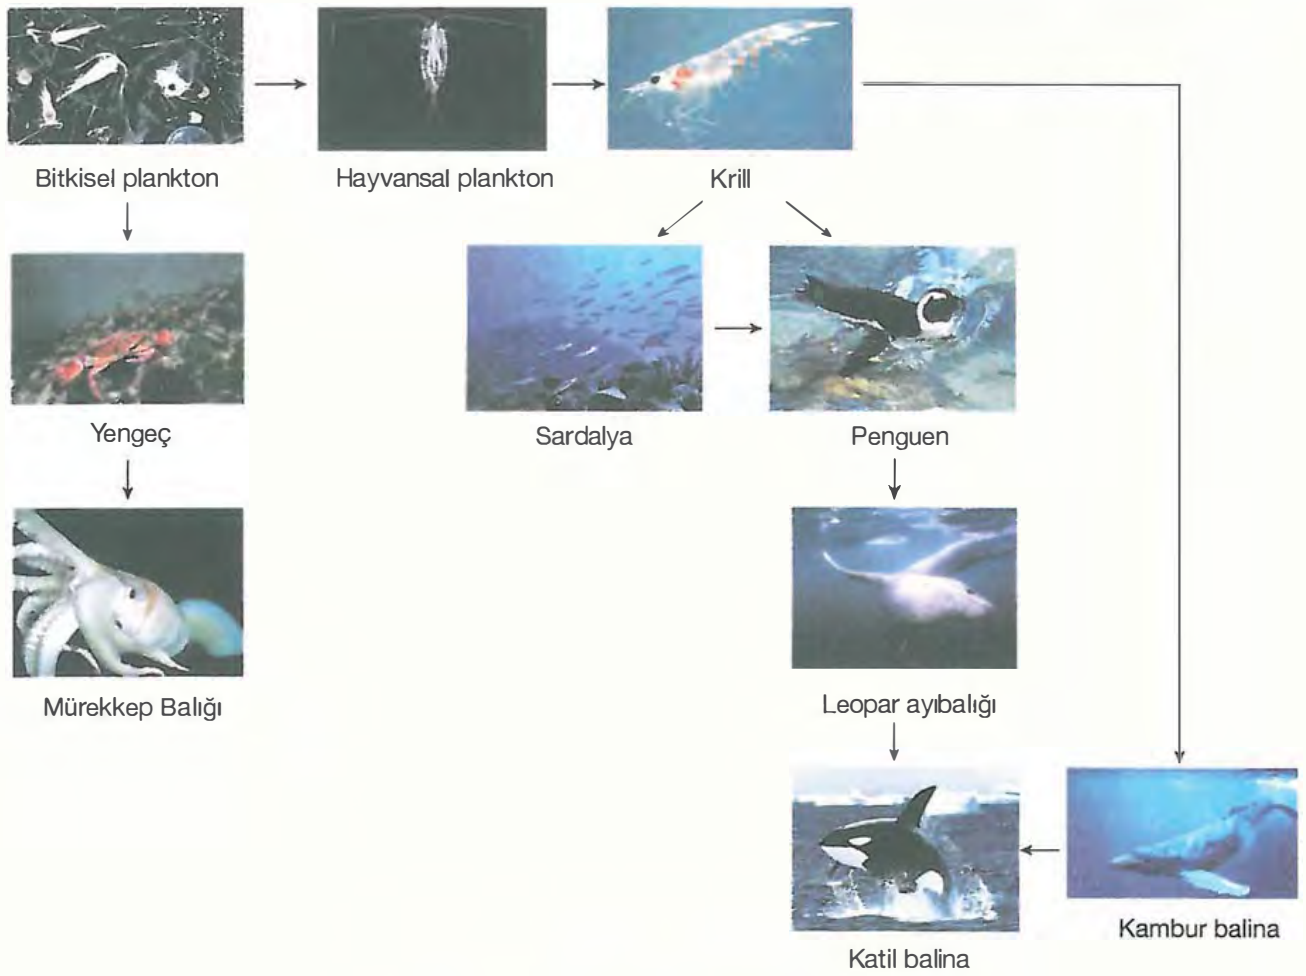 Bitkisel plankton
Hayvansal plankton
Krill
Yengeç
Sardalya
Penguen
Mürekkep Balığı
Leopar ayıbalığı
Kambur balina
Katil balina